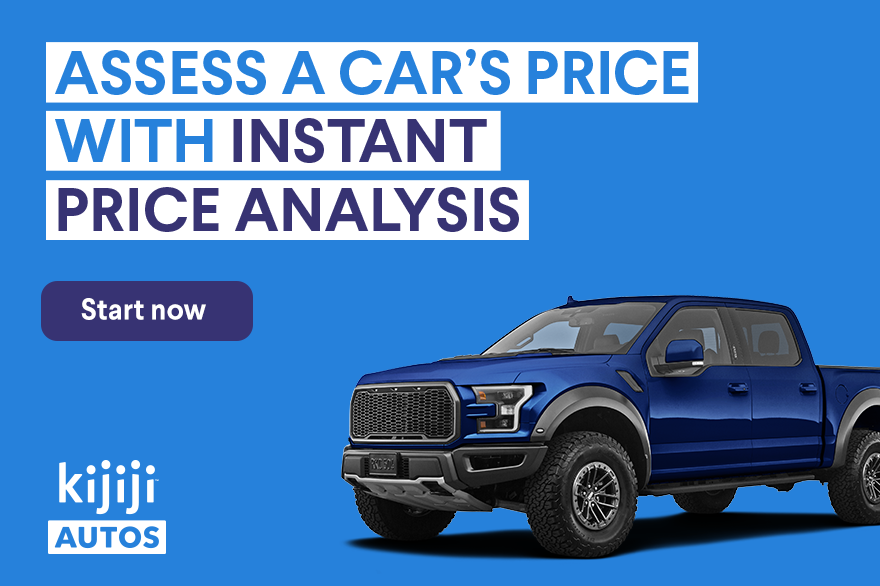 ASSESS A CAR'S PRICE
WITH INSTANT
PRICE ANALYSIS
Start now
kijiji
AUTOS